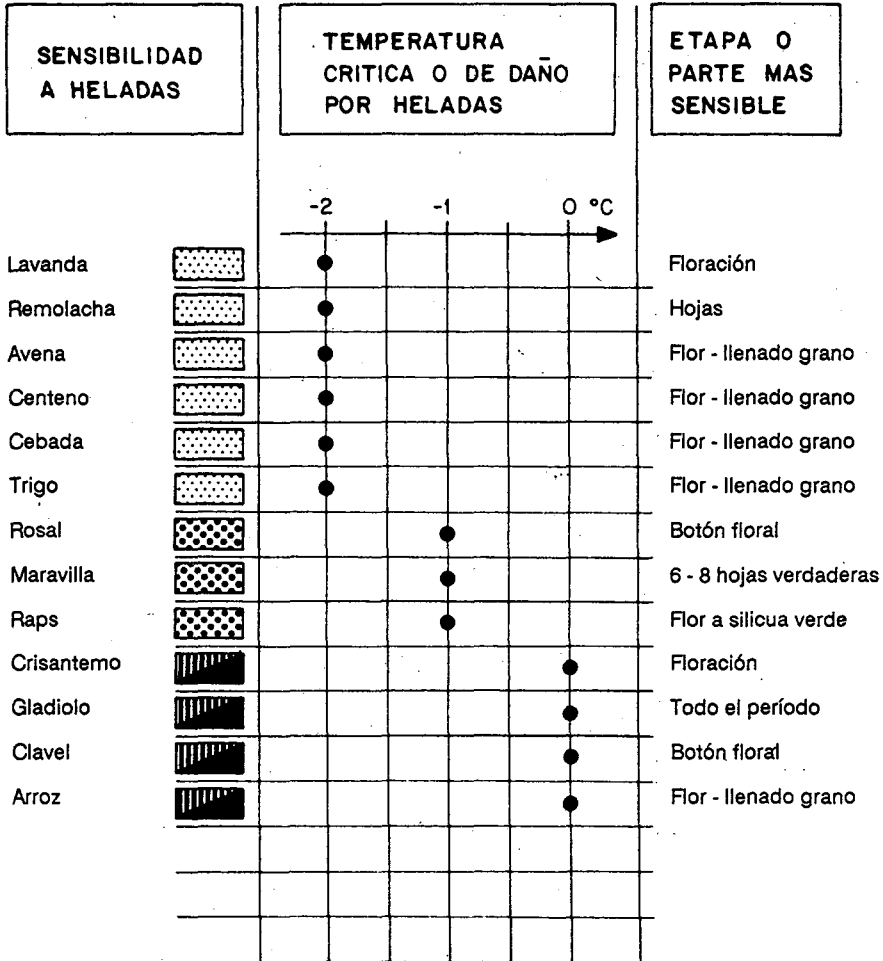 SENSIBILIDAD
A HELADAS
TEMPERATURA
CRITICA O DE DAÑO
POR HELADAS
ETAPA O
PARTE MAS
SENSIBLE
-2 -1 0 °C
Lavanda Floración
Remolacha Hojas
Avena Flor - llenado grano
Centeno Flor - llenado grano
Cebada Flor - llenado grano
Trigo Flor - llenado grano
Rosal Botón floral
Maravilla 6 - 8 hojas verdaderas
Raps Flor a silicua verde
Crisantemo Floración
Gladiolo Todo el período
Clavel Botón floral
Arroz Flor - llenado grano